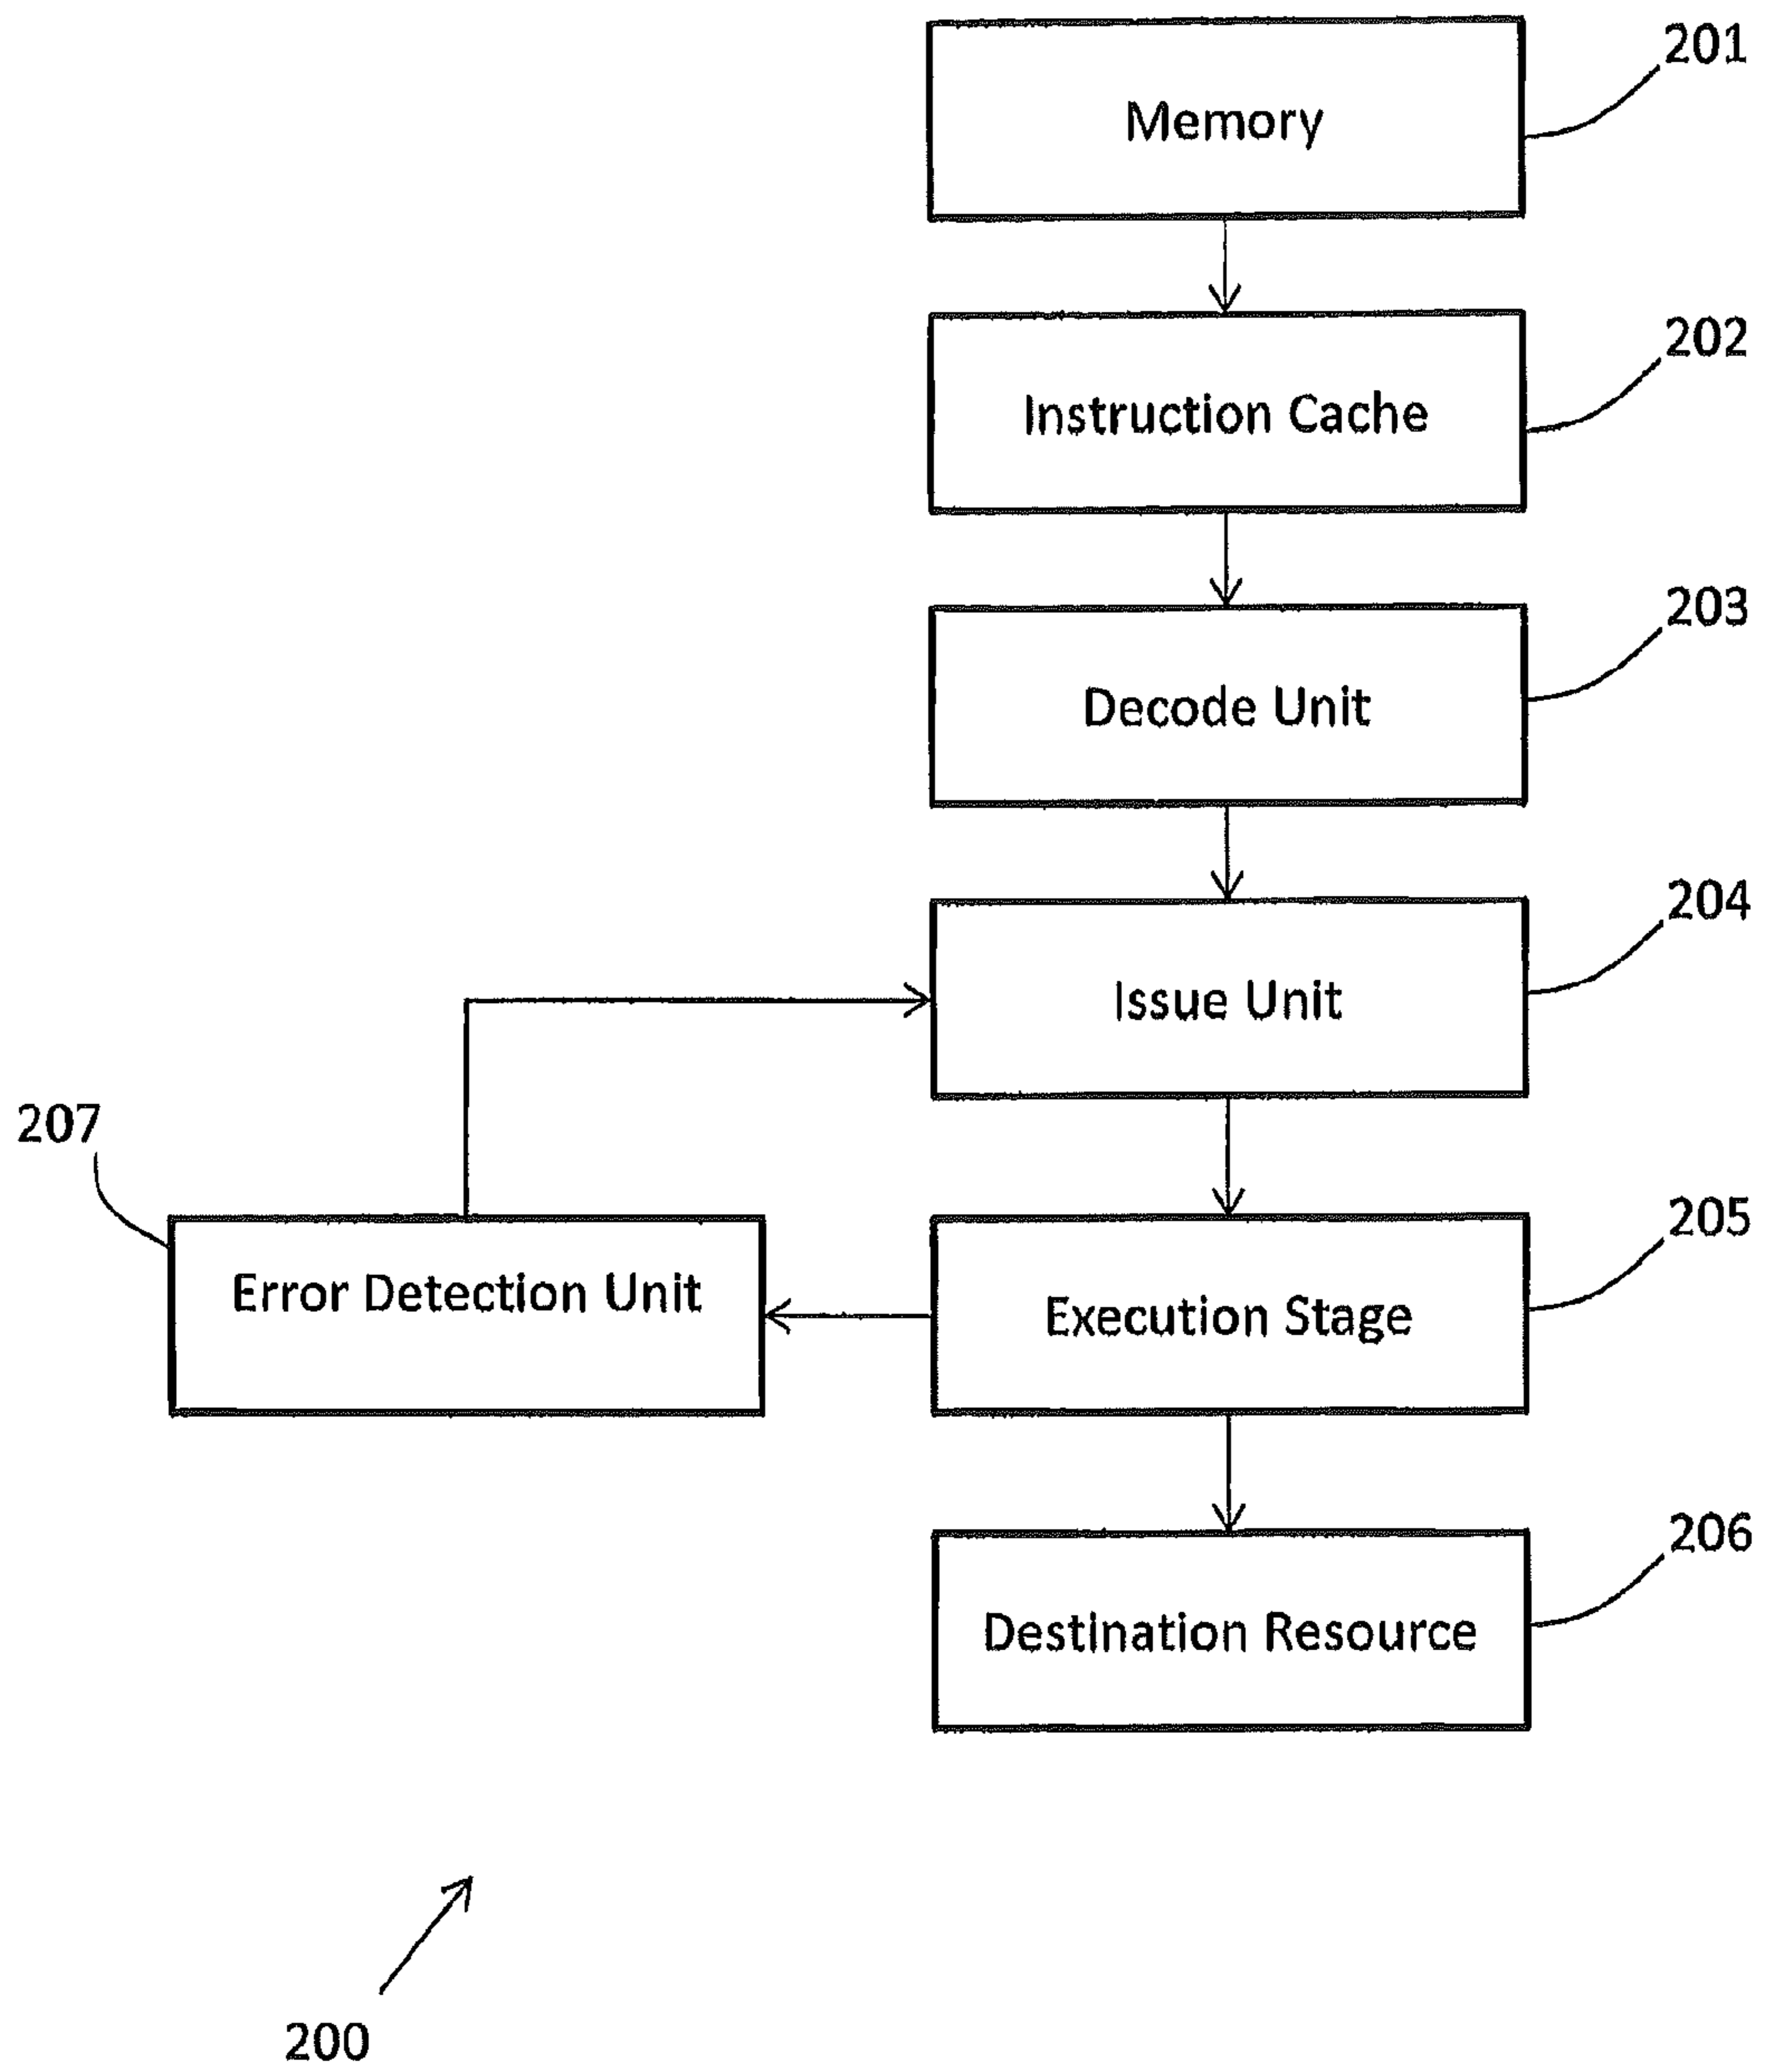 201
Memory
202
Instruction Cache
203
Decode Unit
204
Issue Unit
207
205
Error Detection Unit
Execution Stage
206
Destination Resource
200